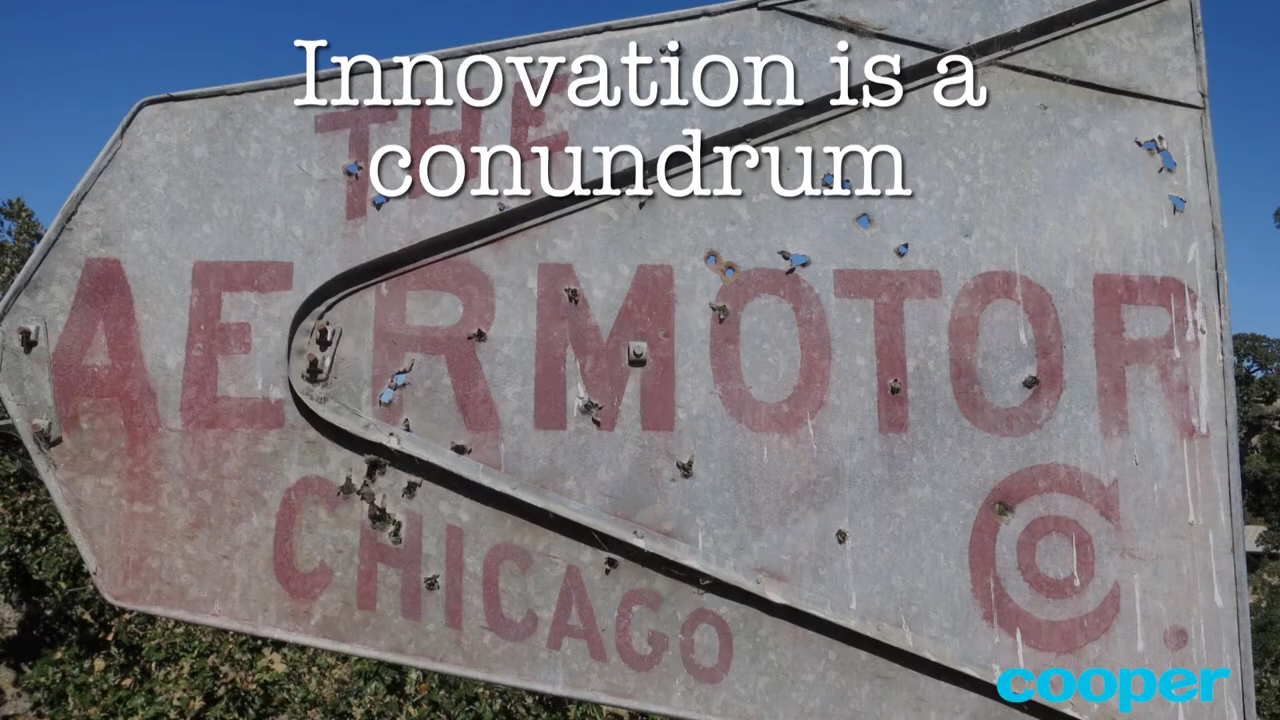 Innovation is a
conundrum
THE
AERMOTOR
CHICAGO
CO.
cooper